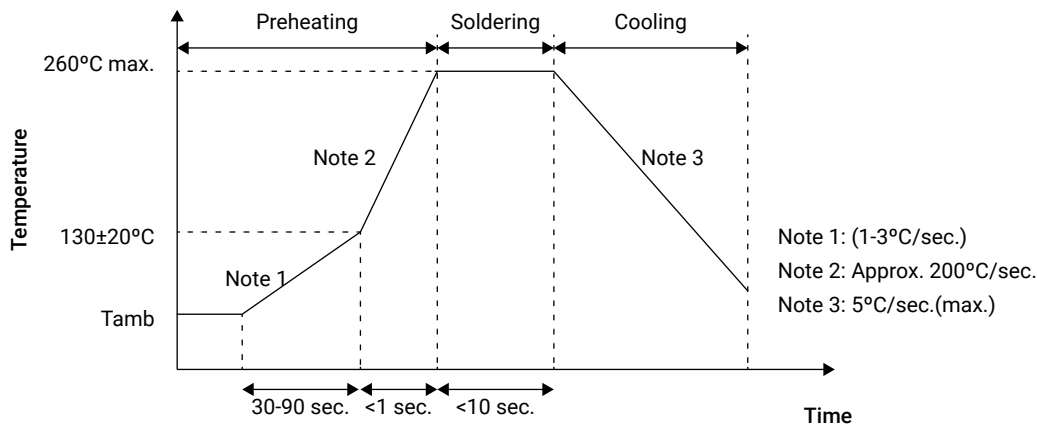 Preheating
Soldering
Cooling
260ºC max.
Note 2
Note 3
Temperature
130±20ºC
Note 1: (1-3ºC/sec.)
Note 1
Note 2: Approx. 200ºC/sec.
Note 3: 5ºC/sec.(max.)
Tamb
30-90 sec.
<1 sec.
<10 sec.
Time